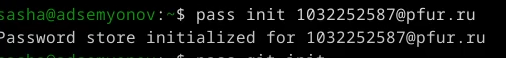 sasha@adsemyonov:~$ pass init 1032252587@pfur.ru
Password store initialized for 1032252587@pfur.ru
sasha@adsemyonov:~$ pass git init